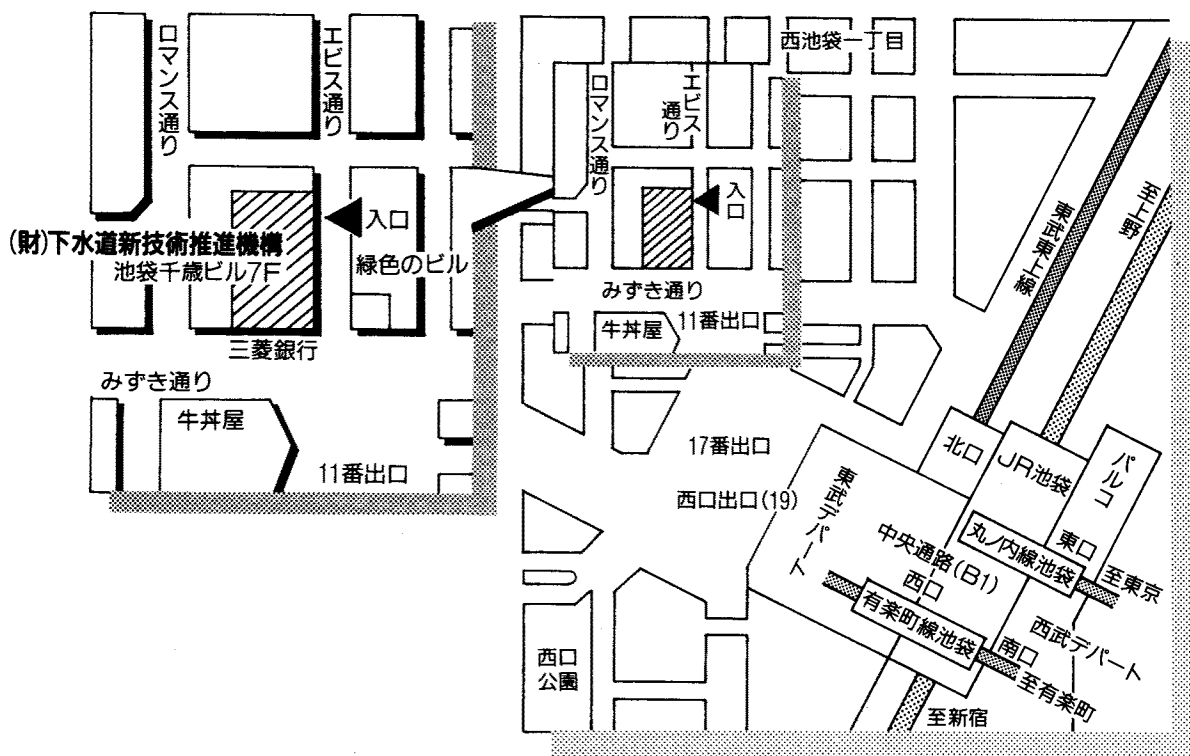 ロマンス通り
エビス通り
(財)下水道新技術推進機構
池袋千歳ビル7F
入口
緑色のビル
三菱銀行
みずき通り
牛丼屋
11番出口
西池袋一丁目
ロマンス通り
エビス
通り
入口
みずき通り
牛丼屋
11番出口
17番出口
西口出口(19)
東武東上線
至上野
北口
JR池袋
パルコ
東武デパート
中央通路(B1)
西口
丸ノ内線池袋
東口
至東京
有楽町線池袋
南口
西武デパート
至有楽町
至新宿
西口
公園